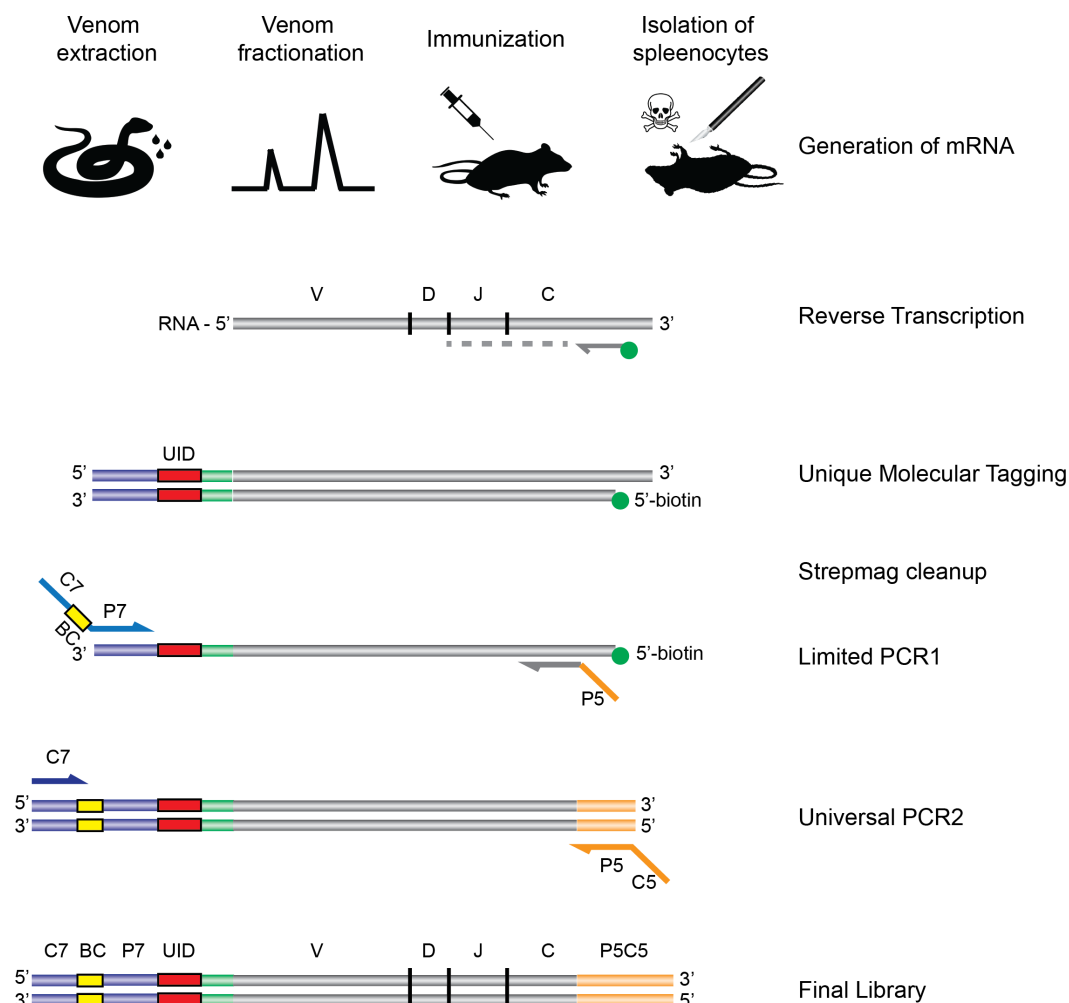 Venom
extraction
Venom
fractionation
Immunization
Isolation of
spleenocytes
Generation of mRNA
V D J C
RNA - 5’ 3’
Reverse Transcription
UID
5’ 3’
3’ 5’-biotin
Unique Molecular Tagging
Strepmag cleanup
C7
P7
BC
3’ 5’-biotin
Limited PCR1
P5
C7
5’ 3’
3’ 5’
Universal PCR2
P5
C5
C7 BC P7 UID V D J C P5C5
5’ 3’
3’ 5’
Final Library